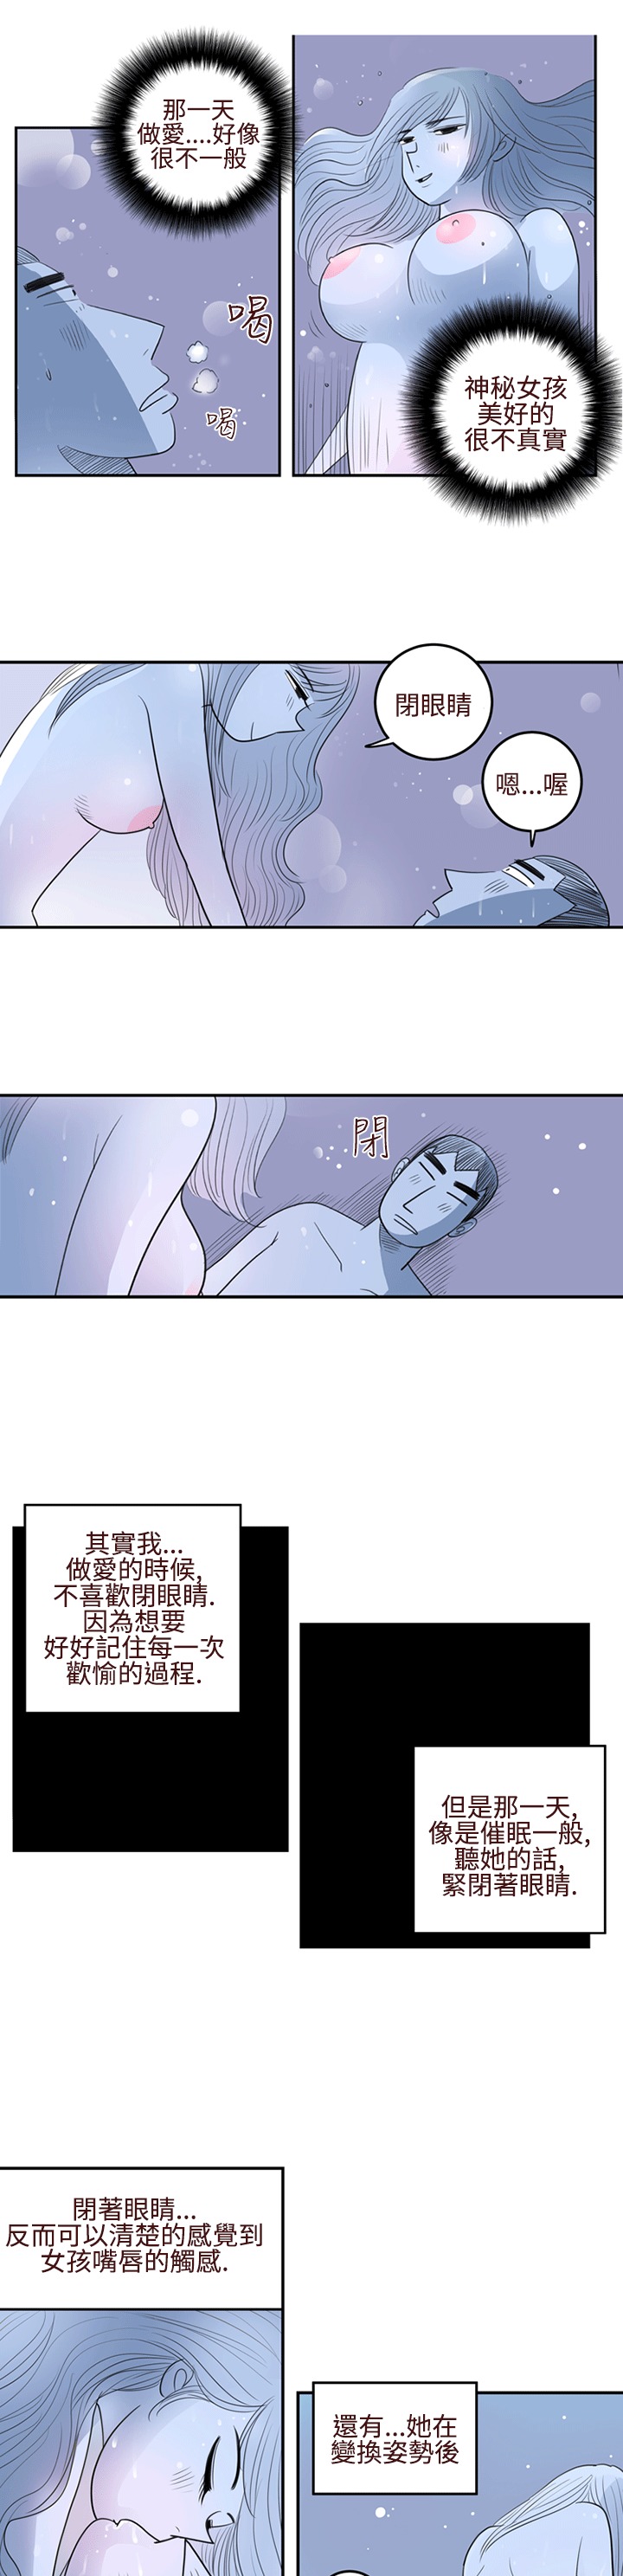 那一天
做愛....好像
很不一般
喝
喝
神秘女孩
美好的
很不真實
閉眼睛
嗯...喔
閉
其實我...
做愛的時候,
不喜歡閉眼睛.
因為想要
好好記住每一次
歡愉的過程.
但是那一天,
像是催眠一般,
聽她的話,
緊閉著眼睛.
閉著眼睛...
反而可以清楚的感覺到
女孩嘴唇的觸感.
還有...她在
變換姿勢後